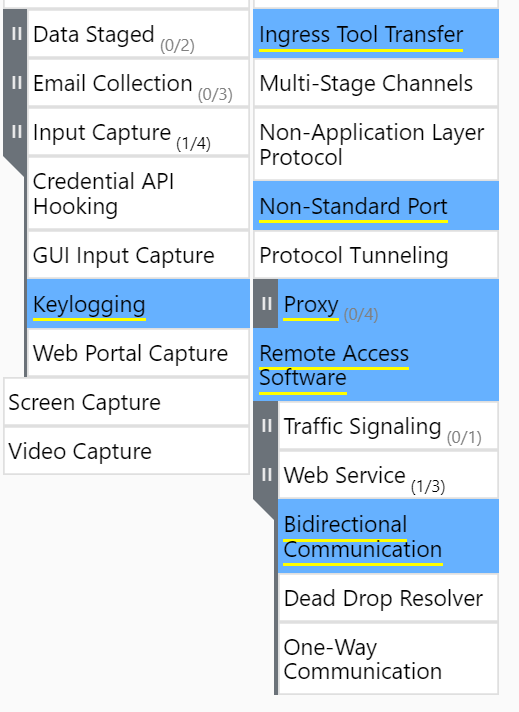 Data Staged (0/2)
Email Collection (0/3)
Input Capture (1/4)
Credential API
Hooking
GUI Input Capture
Keylogging
Web Portal Capture
Screen Capture
Video Capture
Ingress Tool Transfer
Multi-Stage Channels
Non-Application Layer
Protocol
Non-Standard Port
Protocol Tunneling
Proxy (0/4)
Remote Access
Software
Traffic Signaling (0/1)
Web Service (1/3)
Bidirectional
Communication
Dead Drop Resolver
One-Way
Communication